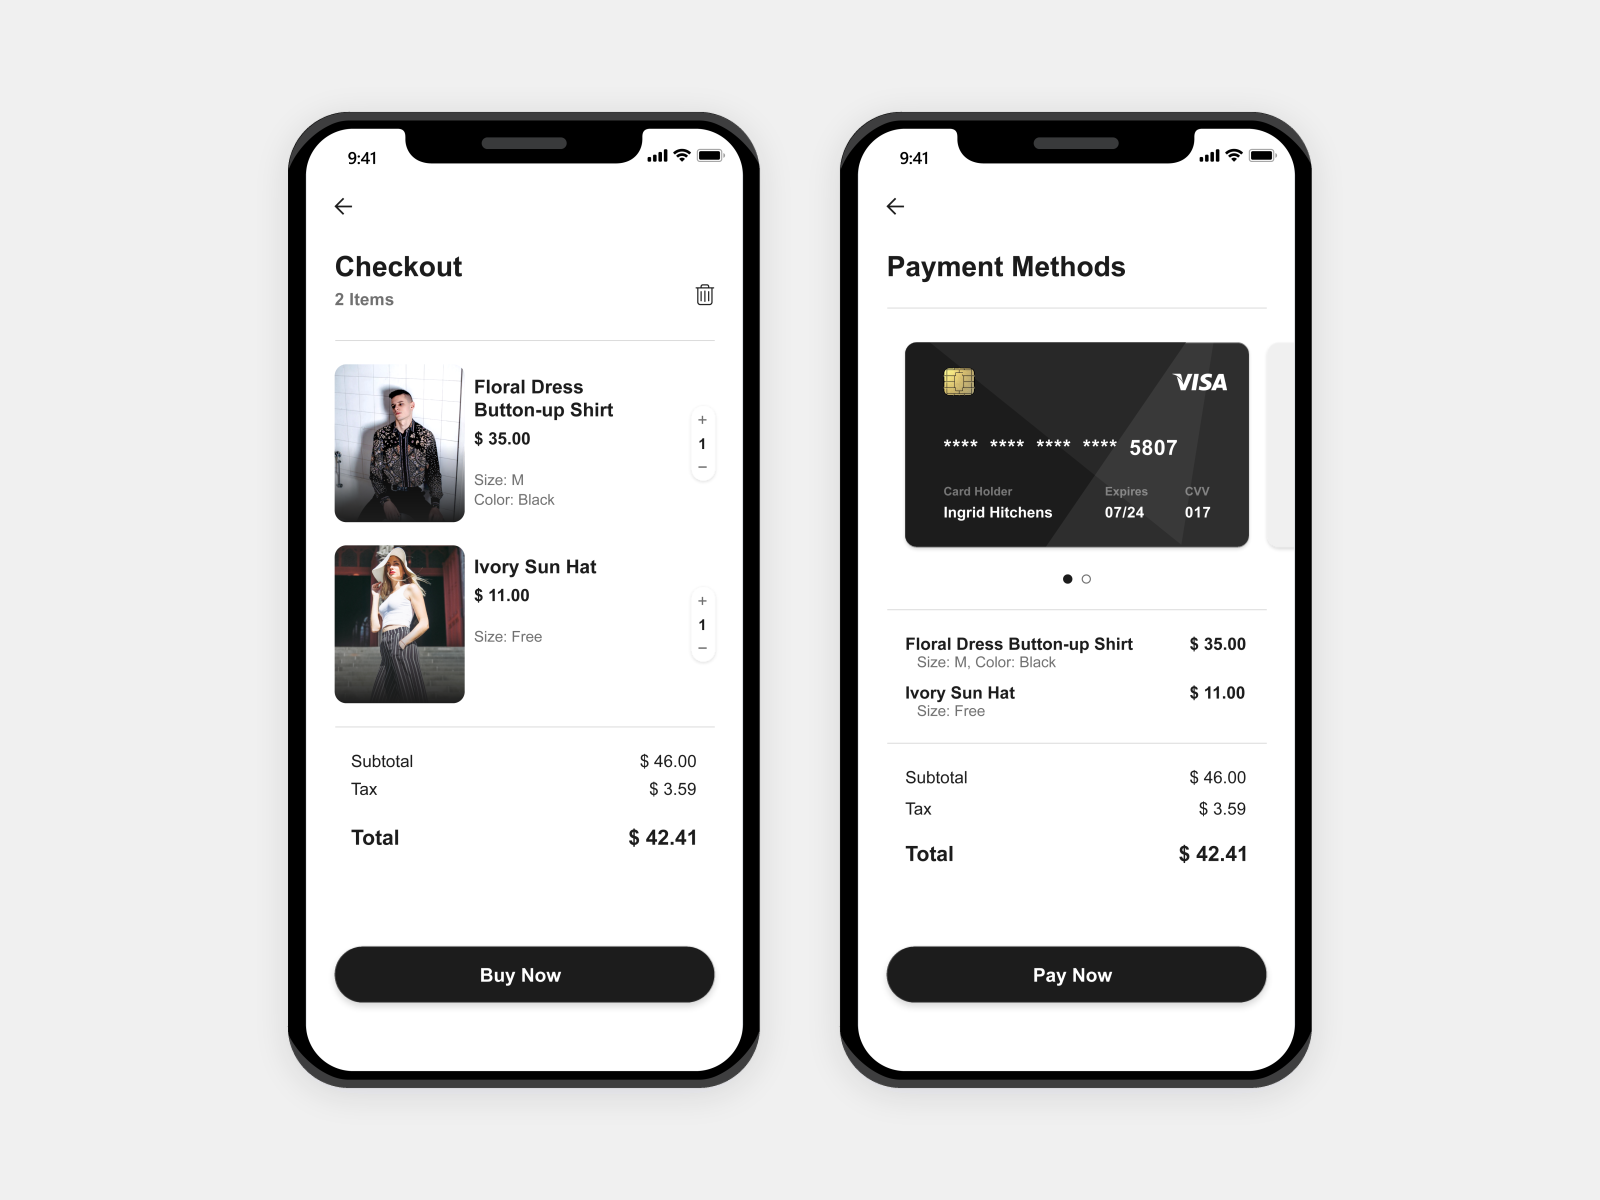 9:41
Checkout
2 Items
Floral Dress
Button-up Shirt
$ 35.00
Size: M
Color: Black
+
1
−
Ivory Sun Hat
$ 11.00
Size: Free
+
1
−
Subtotal $ 46.00
Tax $ 3.59
Total $ 42.41
Buy Now
9:41
Payment Methods
VISA
**** **** **** **** 5807
Card Holder Expires CVV
Ingrid Hitchens 07/24 017
Floral Dress Button-up Shirt $ 35.00
Size: M, Color: Black
Ivory Sun Hat $ 11.00
Size: Free
Subtotal $ 46.00
Tax $ 3.59
Total $ 42.41
Pay Now